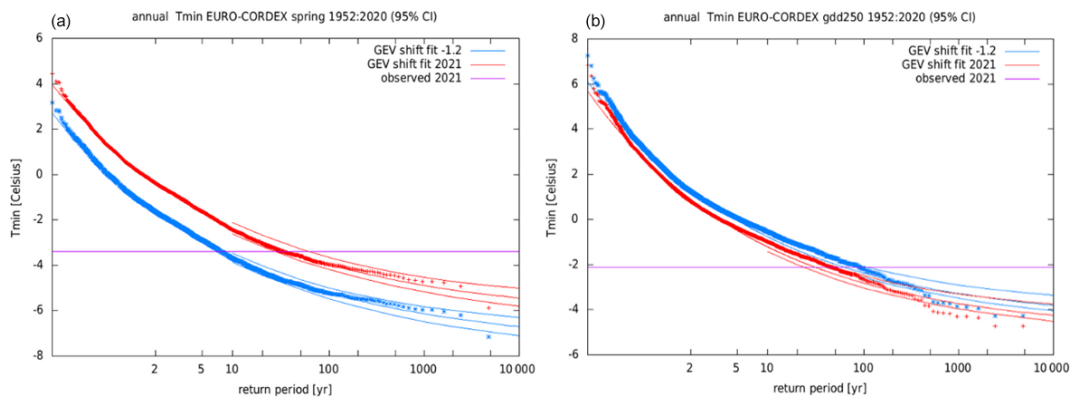 (a) annual Tmin EURO-CORDEX spring 1952:2020 (95% CI)
GEV shift fit -1.2
GEV shift fit 2021
observed 2021
Tmin [Celsius]
6
4
2
0
-2
-4
-6
-8
2 5 10 100 1000 10 000
return period [yr]
(b) annual Tmin EURO-CORDEX gdd250 1952:2020 (95% CI)
GEV shift fit -1.2
GEV shift fit 2021
observed 2021
Tmin [Celsius]
8
6
4
2
0
-2
-4
-6
2 5 10 100 1000 10 000
return period [yr]